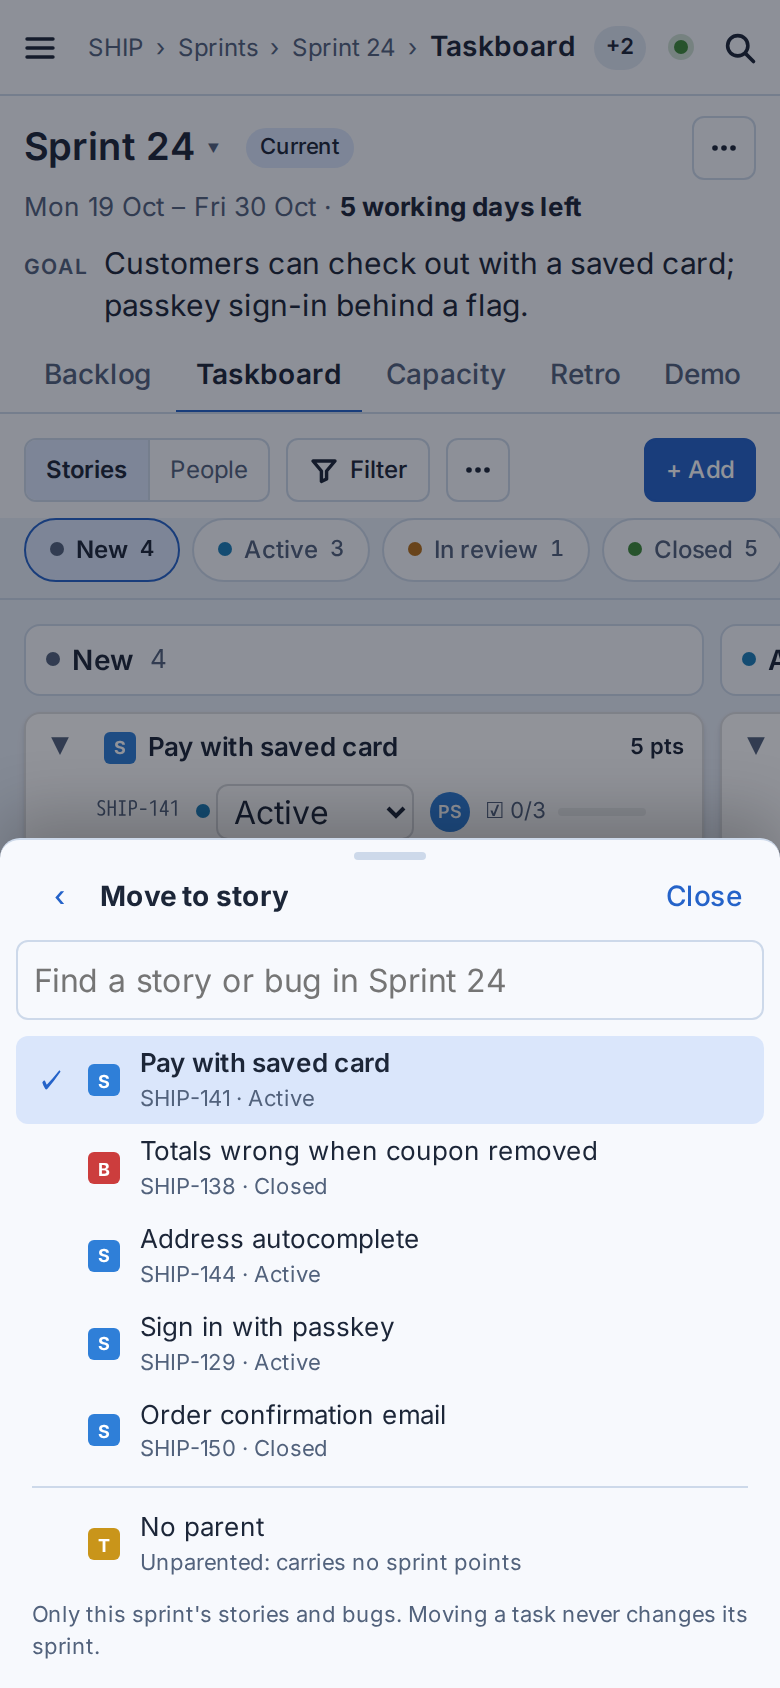 SHIP › Sprints › Sprint 24 › Taskboard +2
Sprint 24 ▾ Current •••
Mon 19 Oct – Fri 30 Oct · 5 working days left
GOAL Customers can check out with a saved card;
passkey sign-in behind a flag.
Backlog Taskboard Capacity Retro Demo
Stories People Filter ••• + Add
New 4 Active 3 In review 1 Closed 5
New 4 A
▼ S Pay with saved card 5 pts ▼
SHIP-141 Active PS ☑ 0/3
‹ Move to story Close
Find a story or bug in Sprint 24
✓ S Pay with saved card
SHIP-141 · Active
B Totals wrong when coupon removed
SHIP-138 · Closed
S Address autocomplete
SHIP-144 · Active
S Sign in with passkey
SHIP-129 · Active
S Order confirmation email
SHIP-150 · Closed
T No parent
Unparented: carries no sprint points
Only this sprint's stories and bugs. Moving a task never changes its
sprint.